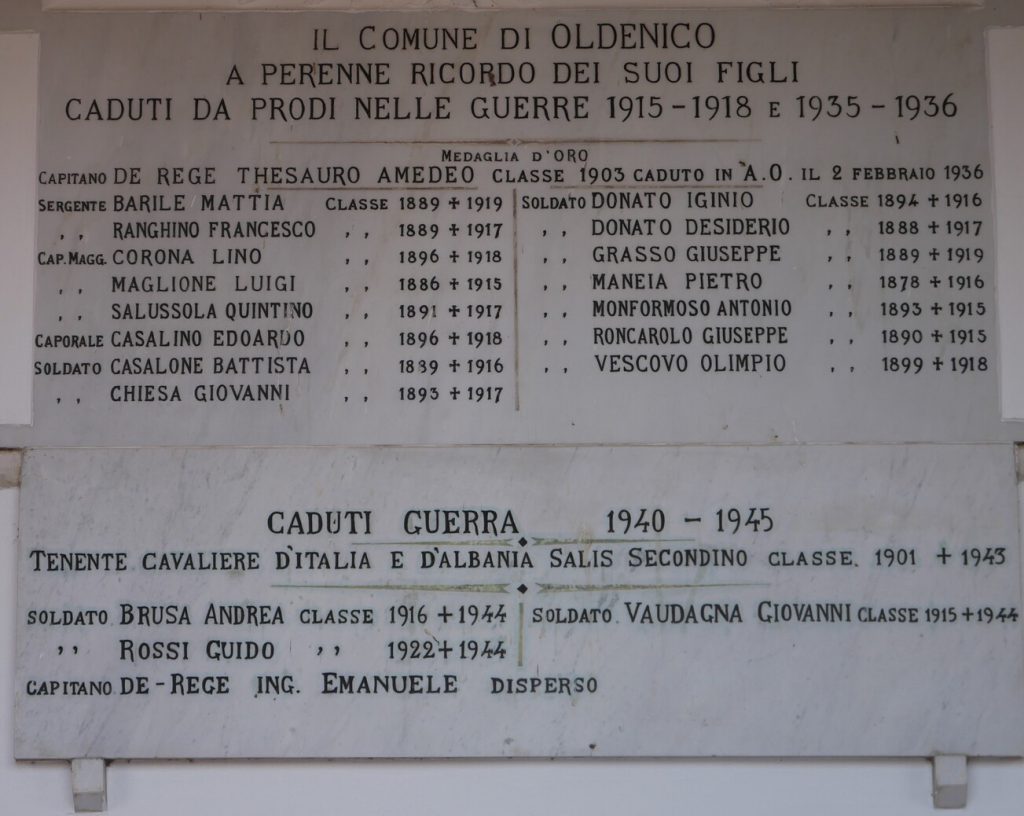 IL COMUNE DI OLDENICO
A PERENNE RICORDO DEI SUOI FIGLI
CADUTI DA PRODI NELLE GUERRE 1915-1918 E 1935-1936
MEDAGLIA D'ORO
CAPITANO DE REGE THESAURO AMEDEO CLASSE 1903 CADUTO IN A.O. IL 2 FEBBRAIO 1936
SERGENTE BARILE MATTIA CLASSE 1889 + 1919
,, RANGHINO FRANCESCO ,, 1889 + 1917
CAP.MAGG. CORONA LINO ,, 1896 + 1918
,, MAGLIONE LUIGI ,, 1886 + 1915
,, SALUSSOLA QUINTINO ,, 1891 + 1917
CAPORALE CASALINO EDOARDO ,, 1896 + 1918
SOLDATO CASALONE BATTISTA ,, 1889 + 1916
,, CHIESA GIOVANNI ,, 1893 + 1917
SOLDATO DONATO IGINIO CLASSE 1894 + 1916
,, DONATO DESIDERIO ,, 1888 + 1917
,, GRASSO GIUSEPPE ,, 1889 + 1919
,, MANEIA PIETRO ,, 1878 + 1916
,, MONFORMOSO ANTONIO ,, 1893 + 1915
,, RONCAROLO GIUSEPPE ,, 1890 + 1915
,, VESCOVO OLIMPIO ,, 1899 + 1918
CADUTI GUERRA 1940 - 1945
TENENTE CAVALIERE D'ITALIA E D'ALBANIA SALIS SECONDINO CLASSE. 1901 + 1943
SOLDATO BRUSA ANDREA CLASSE 1916 + 1944
,, ROSSI GUIDO ,, 1922 + 1944
SOLDATO VAUDAGNA GIOVANNI CLASSE 1915 + 1944
CAPITANO DE-REGE ING. EMANUELE DISPERSO